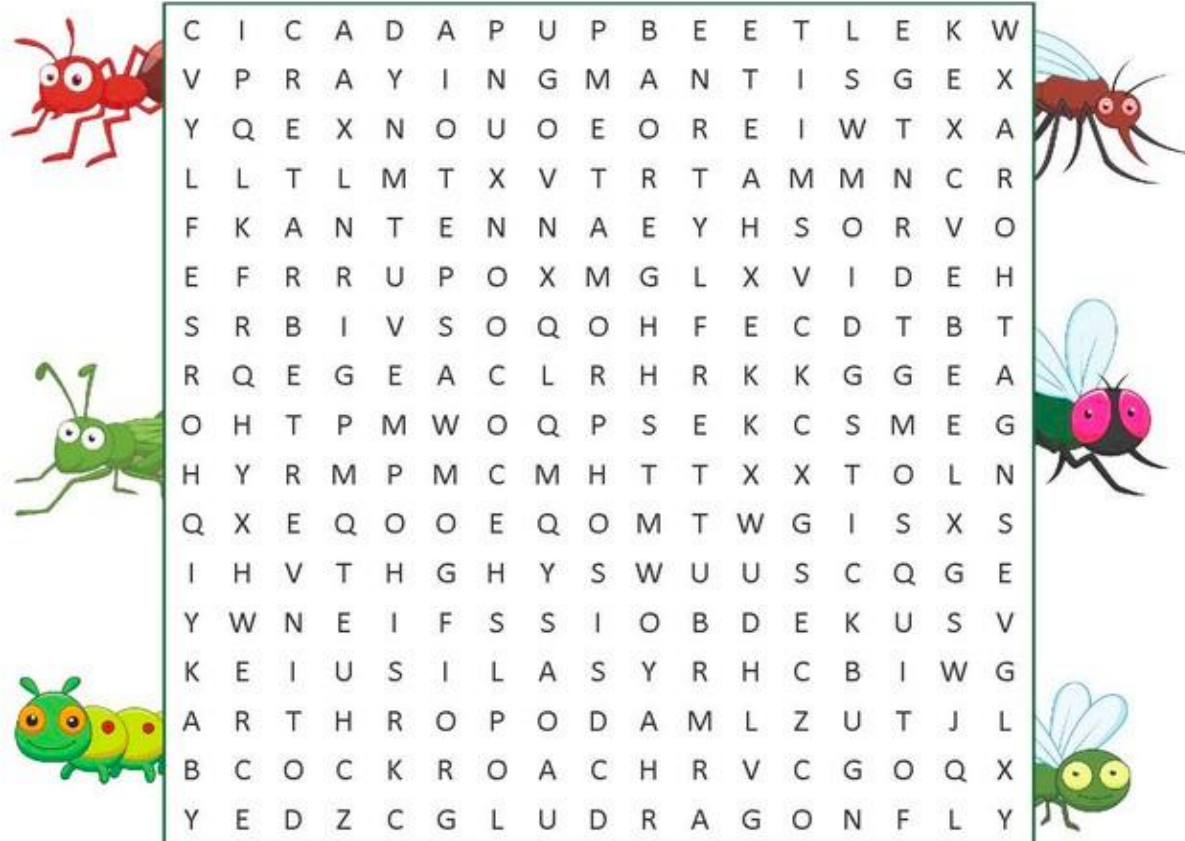 C I C A D A P U P B E E T L E K W
V P R A Y I N G M A N T I S G E X
Y Q E X N O U O E O R E I W T X A
L L T L M T X V T R T A M M N C R
F K A N T E N N A E Y H S O R V O
E F R R U P O X M G L X V I D E H
S R B I V S O Q O H F E C D T B T
R Q E G E A C L R H R K K G G E A
O H T P M W O Q P S E K C S M E G
H Y R M P M C M H T T X X T O L N
Q X E Q O O E Q O M T W G I S X S
I H V T H G H Y S W U U S C Q G E
Y W N E I F S S I O B D E K U S V
K E I U S I L A S Y R H C B I W G
A R T H R O P O D A M L Z U T J L
B C O C K R O A C H R V C G O Q X
Y E D Z C G L U D R A G O N F L Y